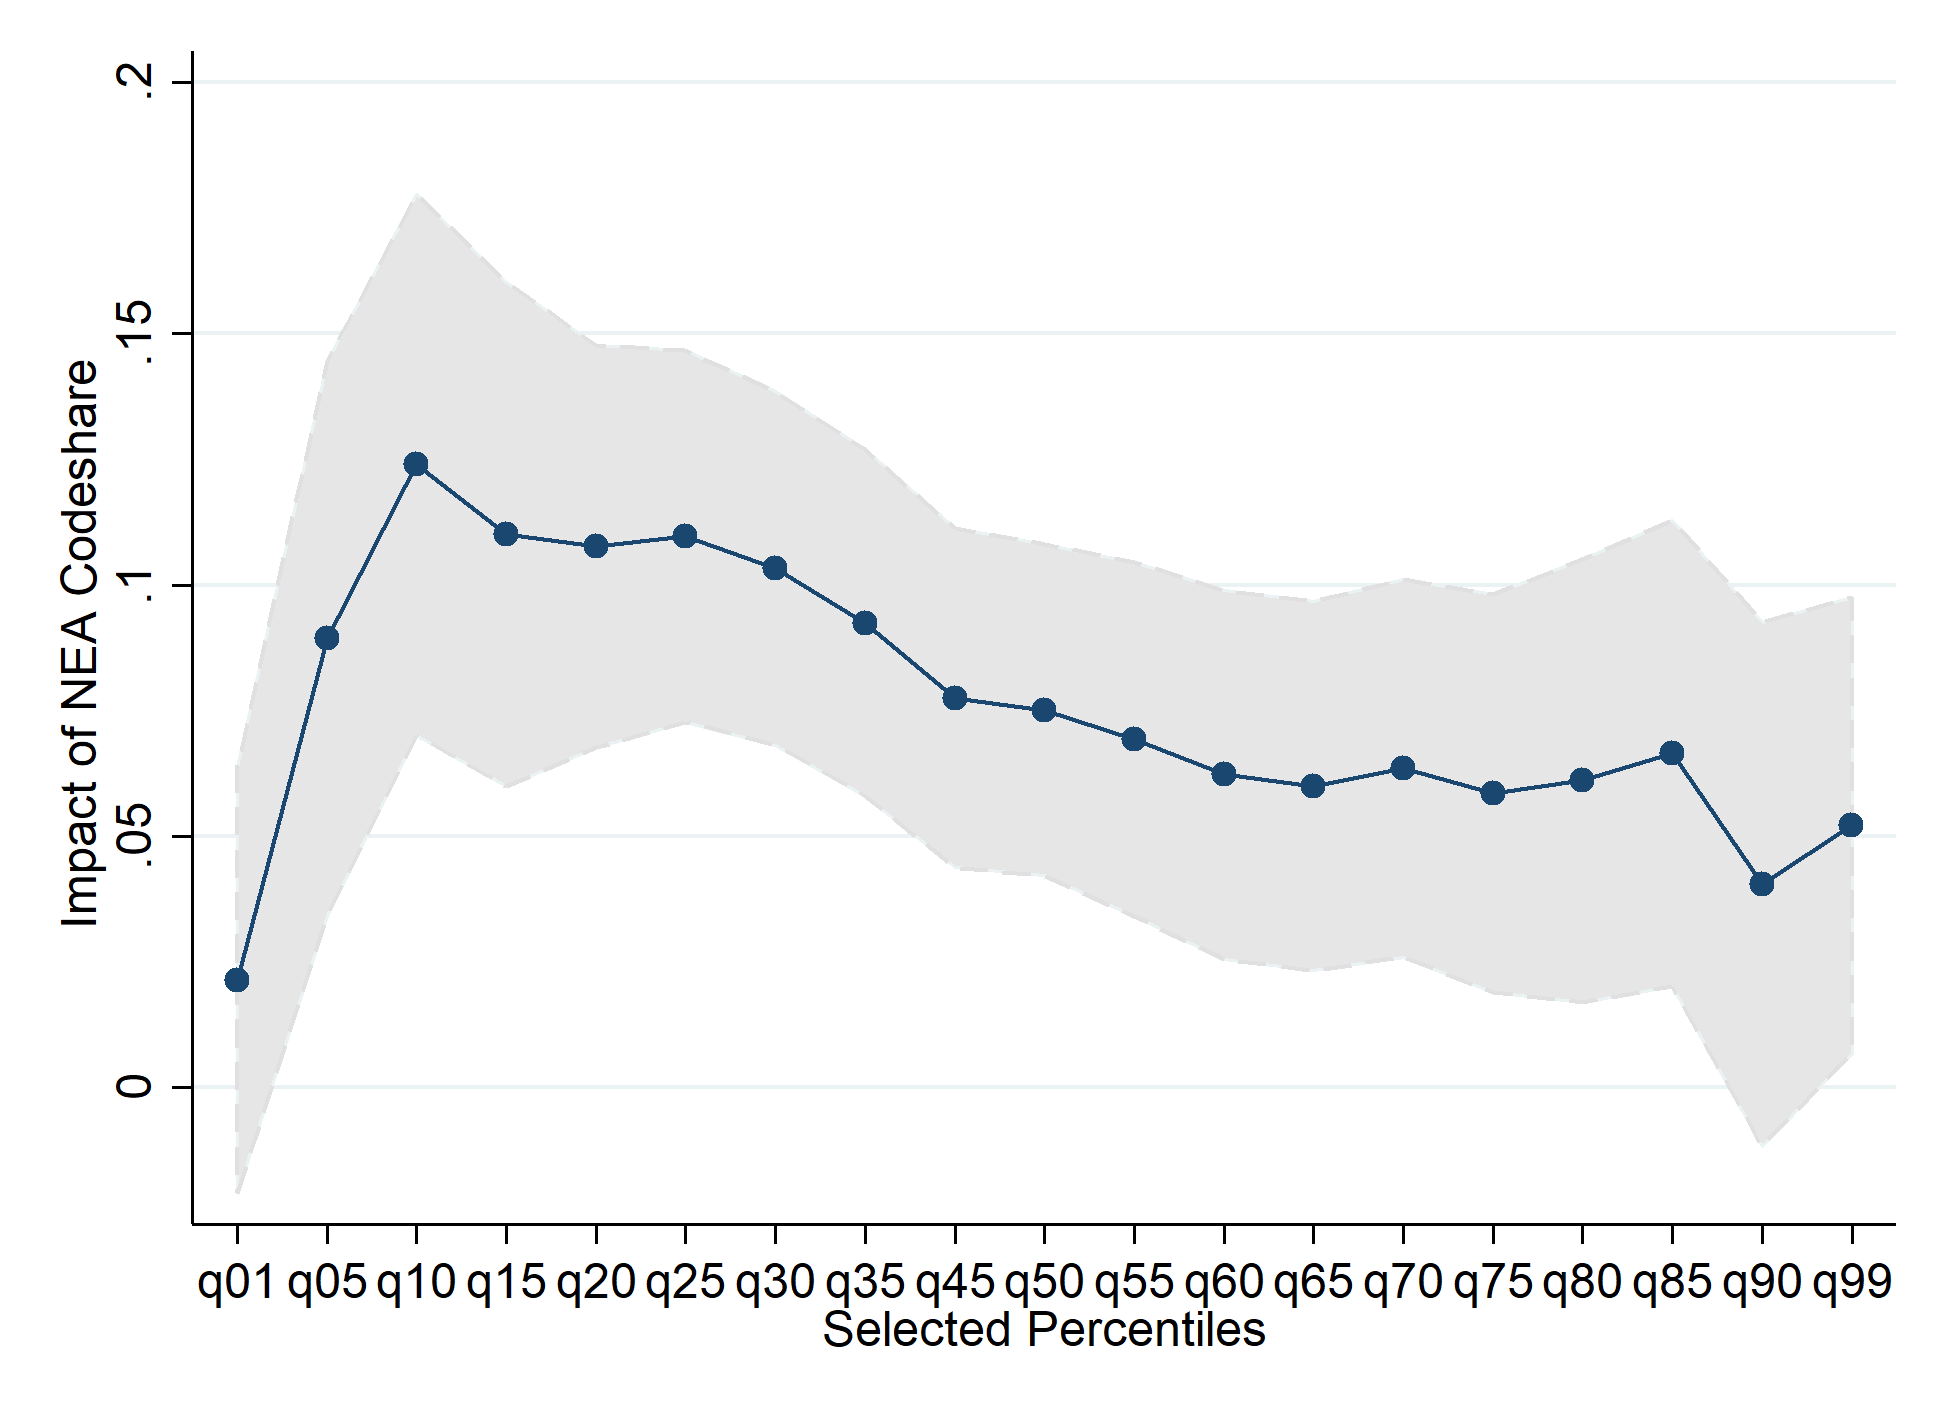 Impact of NEA Codeshare
.2
.15
.1
.05
0
q01 q05 q10 q15 q20 q25 q30 q35 q45 q50 q55 q60 q65 q70 q75 q80 q85 q90 q99
Selected Percentiles